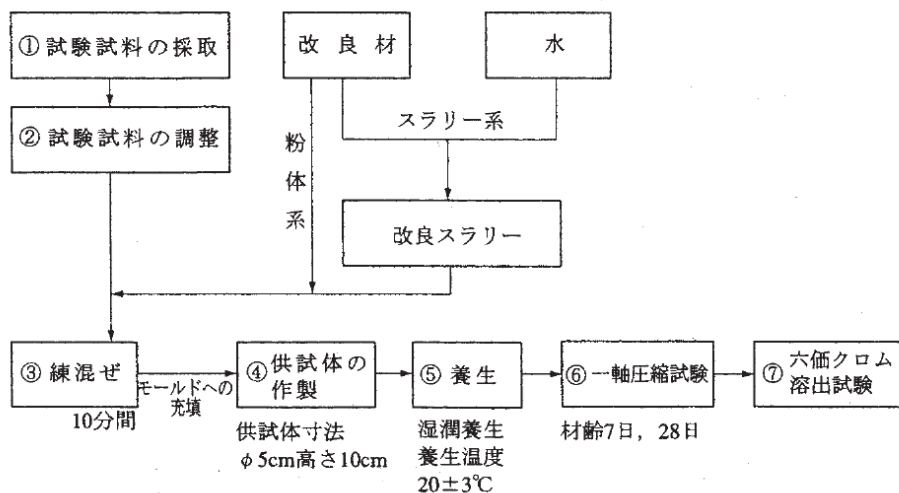 ①試験試料の採取
改良材
水
②試験試料の調整
粉体系
スラリー系
改良スラリー
③練混ぜ
10分間
モールドへの
充填
④供試体の
作製
供試体寸法
φ5cm高さ10cm
⑤養生
湿潤養生
養生温度
20±3℃
⑥一軸圧縮試験
材齢7日，28日
⑦六価クロム
溶出試験